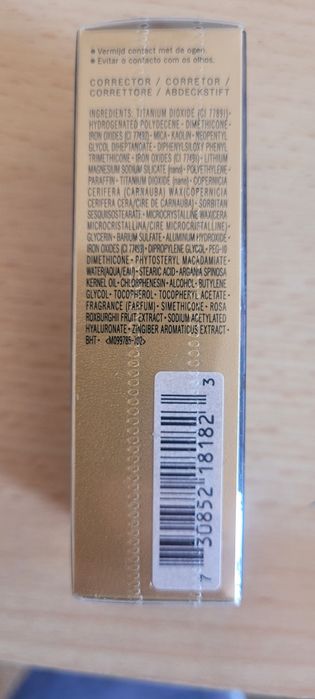 ● Vermijd contact met de ogen.
● Evitar o contacto com os olhos.
CORRECTOR / CORRETOR /
CORRETTORE / ABDECKSTIFT
INGREDIENTS: TITANIUM DIOXIDE (CI 77891)•
HYDROGENATED POLYDECENE• DIMETHICONE•
IRON OXIDES (CI 77492)• MICA• KAOLIN• NEOPENTYL
GLYCOL DIHEPTANOATE• DIPHENYLSILOXY PHENYL
TRIMETHICONE• IRON OXIDES (CI 77491)• LITHIUM
MAGNESIUM SODIUM SILICATE (nano)• POLYETHYLENE•
PARAFFIN• TITANIUM DIOXIDE (nano)• COPERNICIA
CERIFERA (CARNAUBA) WAX(COPERNICIA
CERIFERA CERA/CIRE DE CARNAUBA)• SORBITAN
SESQUIISOSTEARATE• MICROCRYSTALLINE WAX(CERA
MICROCRISTALLINA/CIRE MICROCRISTALLINE)•
GLYCERIN• BARIUM SULFATE• ALUMINUM HYDROXIDE•
IRON OXIDES (CI 77499)• DIPROPYLENE GLYCOL• PEG-10
DIMETHICONE• PHYTOSTERYL MACADAMIATE•
WATER(AQUA/EAU)• STEARIC ACID• ARGANIA SPINOSA
KERNEL OIL• CHLORPHENESIN• ALCOHOL• BUTYLENE
GLYCOL• TOCOPHEROL• TOCOPHERYL ACETATE•
FRAGRANCE (PARFUM)• SIMETHICONE• ROSA
ROXBURGHII FRUIT EXTRACT• SODIUM ACETYLATED
HYALURONATE• ZINGIBER AROMATICUS EXTRACT•
BHT•
7 30852 18182 3